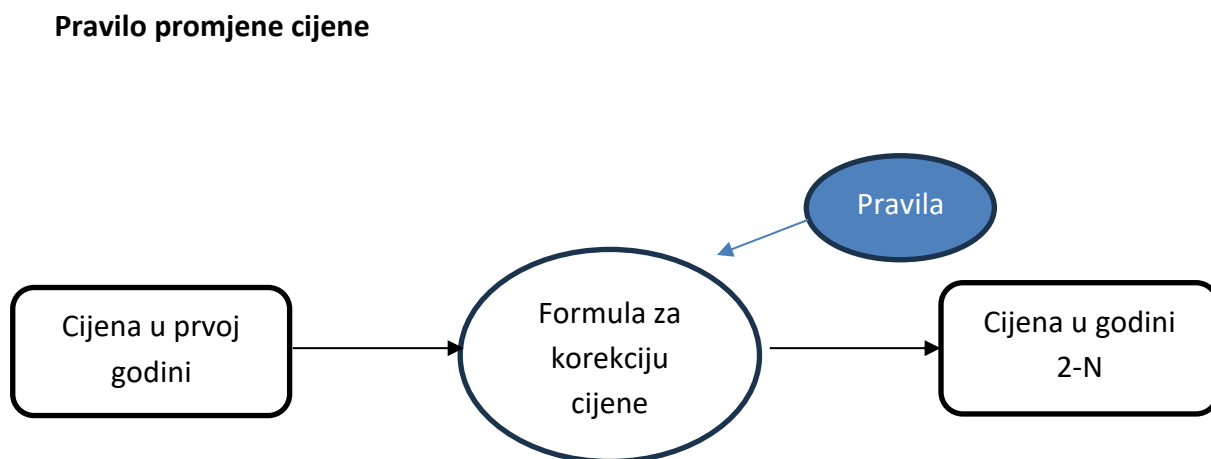 Pravilo promjene cijene
Pravila
Cijena u prvoj
godini
Formula za
korekciju
cijene
Cijena u godini
2-N